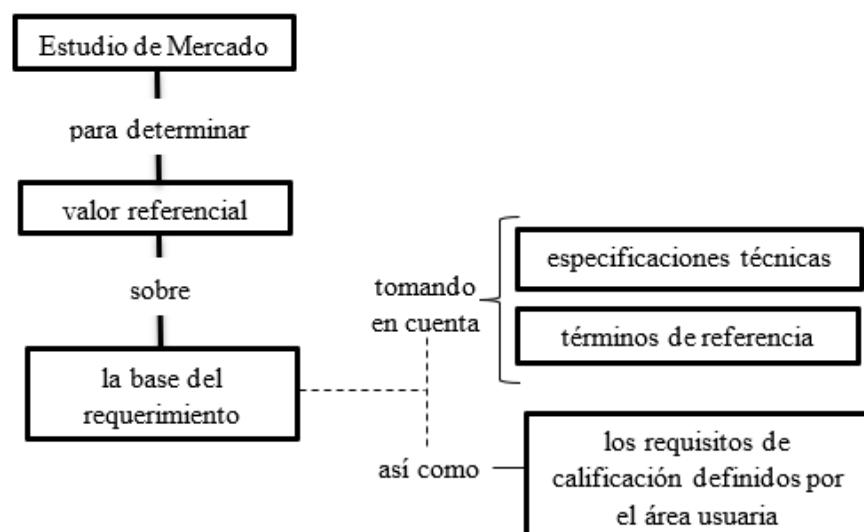 Estudio de Mercado
para determinar
valor referencial
sobre
la base del
requerimiento
tomando
en cuenta
especificaciones técnicas
términos de referencia
así como
los requisitos de
calificación definidos por
el área usuaria